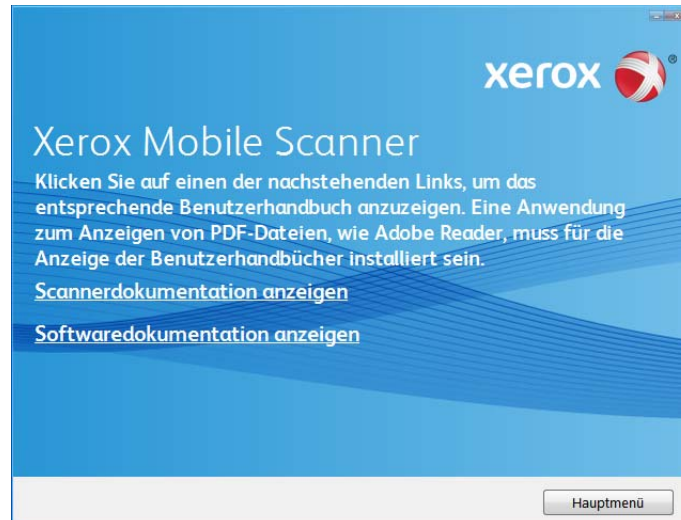 xerox ®
Xerox Mobile Scanner
Klicken Sie auf einen der nachstehenden Links, um das
entsprechende Benutzerhandbuch anzuzeigen. Eine Anwendung
zum Anzeigen von PDF-Dateien, wie Adobe Reader, muss für die
Anzeige der Benutzerhandbücher installiert sein.
Scannerdokumentation anzeigen
Softwaredokumentation anzeigen
Hauptmenü